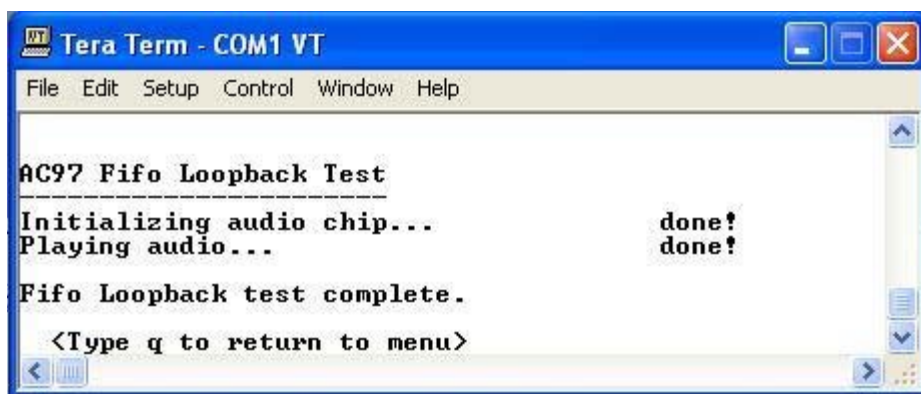 Tera Term - COM1 VT
File Edit Setup Control Window Help
AC97 Fifo Loopback Test
Initializing audio chip... done!
Playing audio... done!
Fifo Loopback test complete.
<Type q to return to menu>